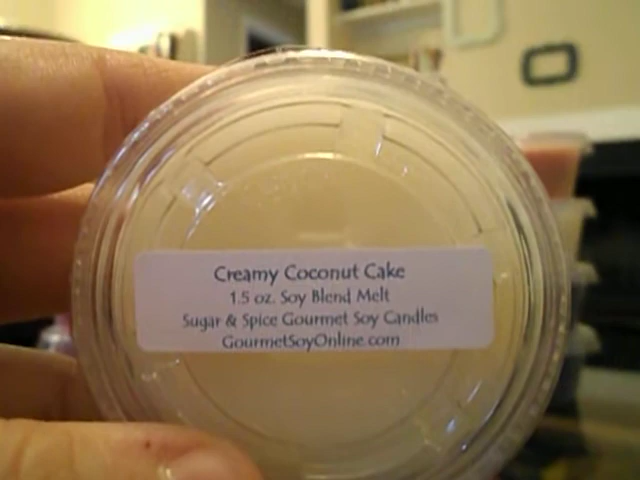 Creamy Coconut Cake
1.5 oz. Soy Blend Melt
Sugar & Spice Gourmet Soy Candles
GourmetSoyOnline.com